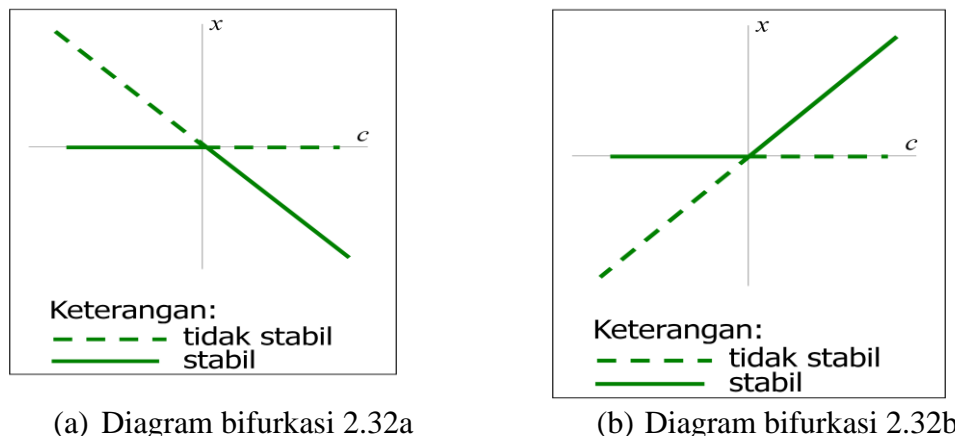 x
c
Keterangan:
tidak stabil
stabil
(a) Diagram bifurkasi 2.32a
x
c
Keterangan:
tidak stabil
stabil
(b) Diagram bifurkasi 2.32b